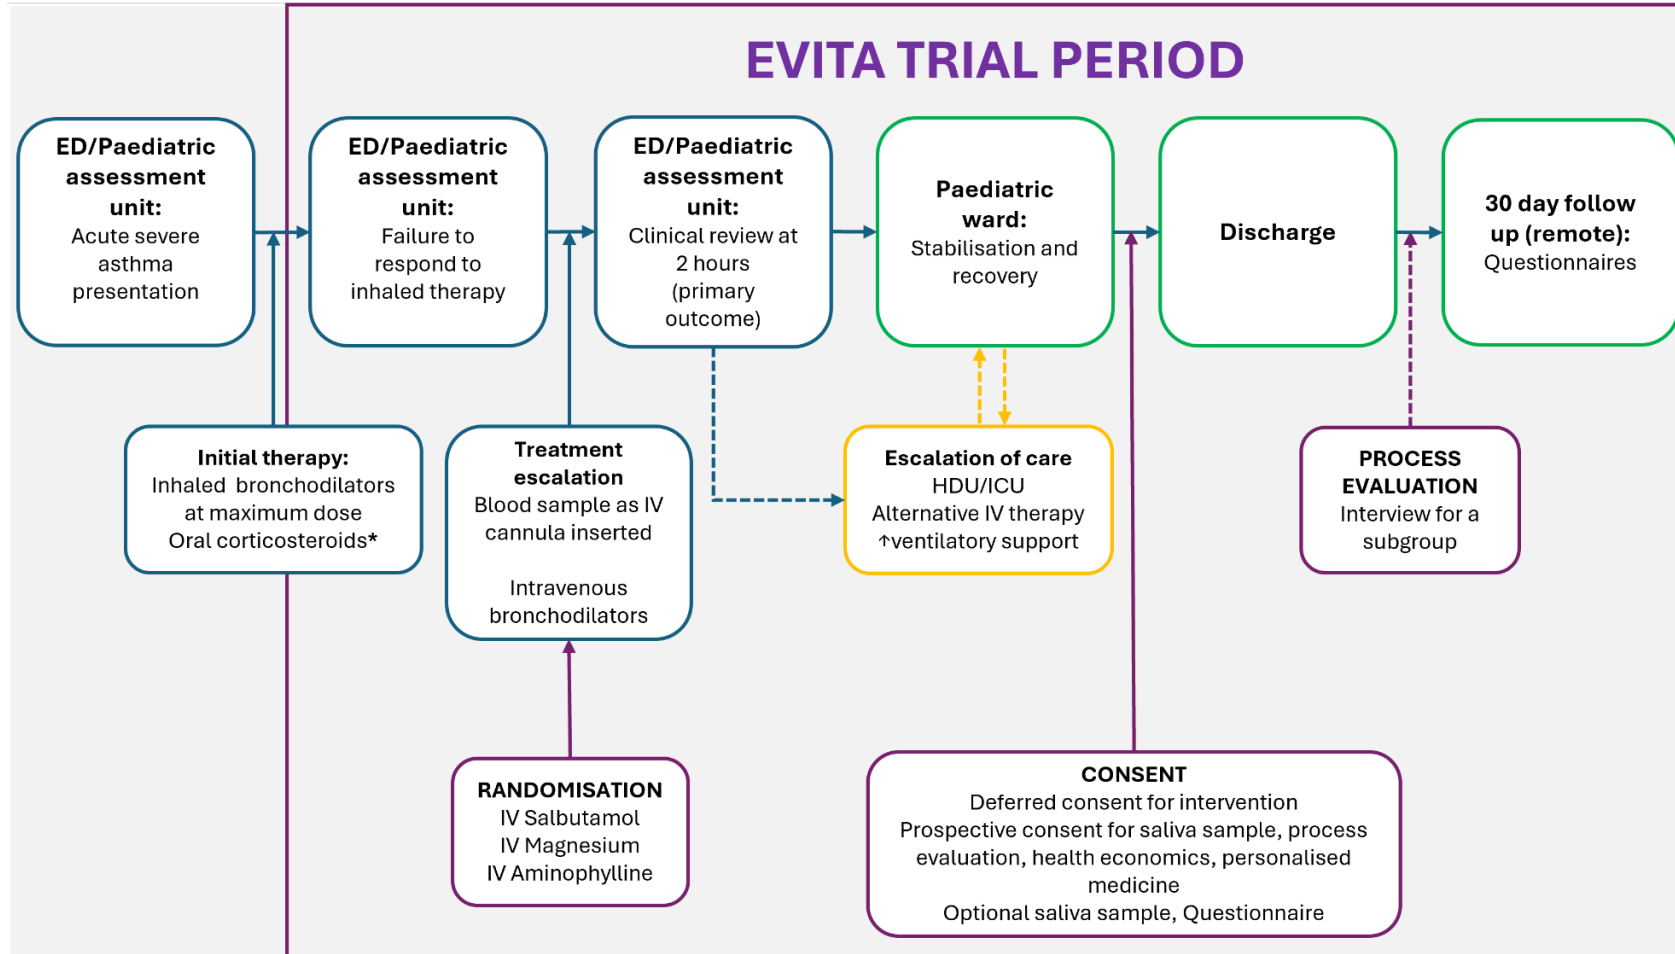 EVITA TRIAL PERIOD
ED/Paediatric
assessment
unit:
Acute severe
asthma
presentation
ED/Paediatric
assessment
unit:
Failure to
respond to
inhaled therapy
ED/Paediatric
assessment
unit:
Clinical review at
2 hours
(primary
outcome)
Paediatric
ward:
Stabilisation and
recovery
Discharge
30 day follow
up (remote):
Questionnaires
Initial therapy:
Inhaled bronchodilators
at maximum dose
Oral corticosteroids*
Treatment
escalation
Blood sample as IV
cannula inserted
Intravenous
bronchodilators
Escalation of care
HDU/ICU
Alternative IV therapy
↑ventilatory support
PROCESS
EVALUATION
Interview for a
subgroup
RANDOMISATION
IV Salbutamol
IV Magnesium
IV Aminophylline
CONSENT
Deferred consent for intervention
Prospective consent for saliva sample, process
evaluation, health economics, personalised
medicine
Optional saliva sample, Questionnaire